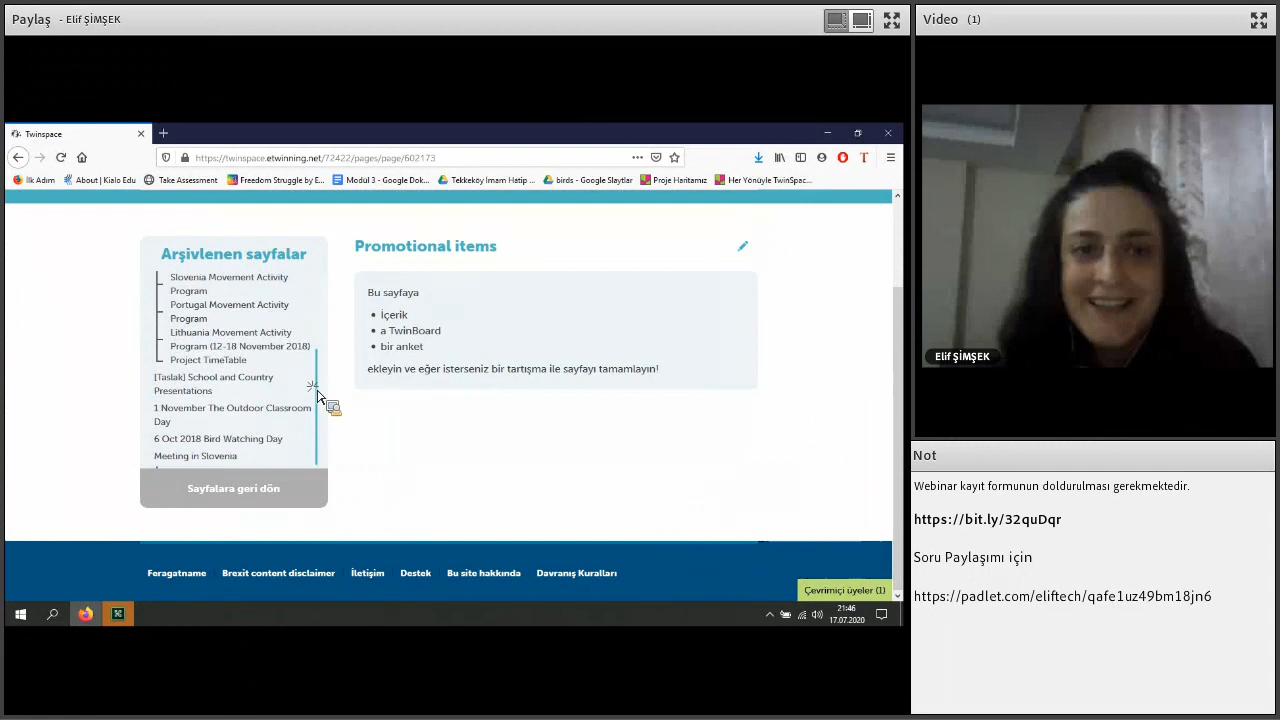 Paylaş - Elif ŞİMŞEK
Twinspace
https://twinspace.etwinning.net/72422/pages/page/602173
İlk Adım
About | Kialo Edu
Take Assessment
Freedom Struggle by E...
Modül 3 - Google Dok...
Tekkeköy İmam Hatip ...
birds - Google Slaytlar
Proje Haritamız
Her Yönüyle TwinSpac...
Arşivlenen sayfalar
Slovenia Movement Activity
Program
Portugal Movement Activity
Program
Lithuania Movement Activity
Program (12-18 November 2018)
Project TimeTable
[Taslak] School and Country
Presentations
1 November The Outdoor Classroom
Day
6 Oct 2018 Bird Watching Day
Meeting in Slovenia
Sayfalara geri dön
Promotional items
Bu sayfaya
• İçerik
• a TwinBoard
• bir anket
ekleyin ve eğer isterseniz bir tartışma ile sayfayı tamamlayın!
Feragatname
Brexit content disclaimer
İletişim
Destek
Bu site hakkında
Davranış Kuralları
Çevrimiçi üyeler (1)
21:46
17.07.2020
Video (1)
Elif ŞİMŞEK
Not
Webinar kayıt formunun doldurulması gerekmektedir.
https://bit.ly/32quDqr
Soru Paylaşımı için
https://padlet.com/eliftech/qafe1uz49bm18jn6